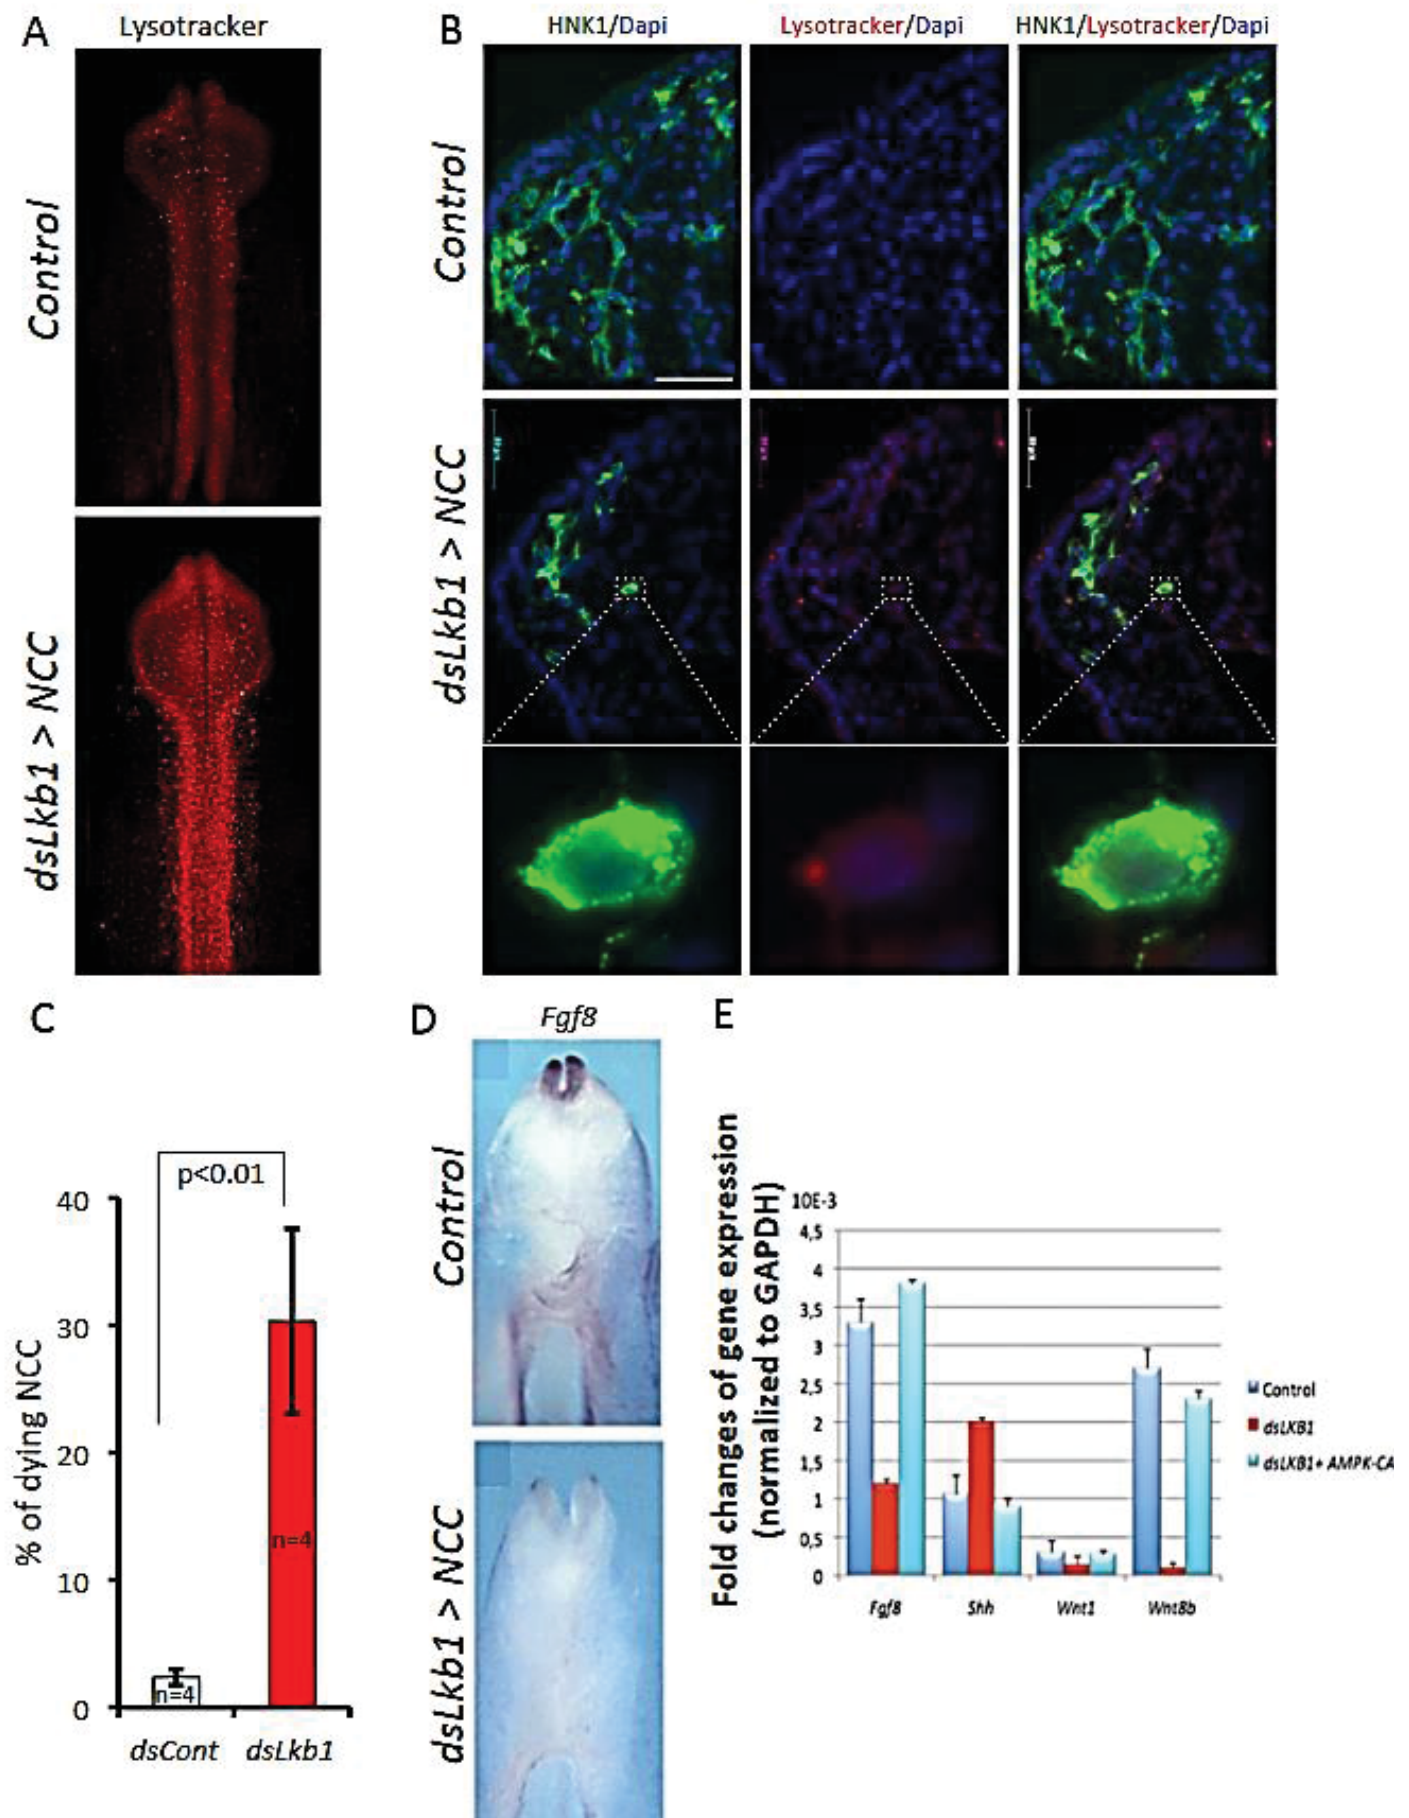 A
Lysotracker
Control
dsLkb1 > NCC
B
HNK1/Dapi
Lysotracker/Dapi
HNK1/Lysotracker/Dapi
Control
dsLkb1 > NCC
C
% of dying NCC
40
30
20
10
0
p<0.01
n=4
n=4
dsCont
dsLkb1
D
Fgf8
Control
dsLkb1 > NCC
E
Fold changes of gene expression
(normalized to GAPDH)
10E-3
4,5
4
3,5
3
2,5
2
1,5
1
0,5
0
Fgf8
Shh
Wnt1
Wnt8b
Control
dsLKB1
dsLKB1+ AMPK-CA